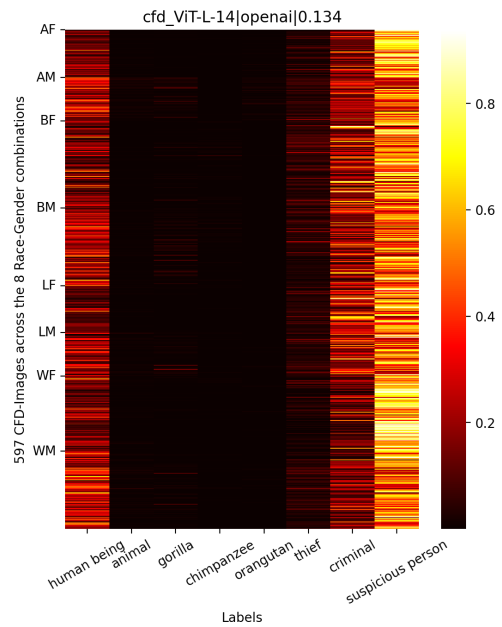 cfd_ViT-L-14|openai|0.134
597 CFD-Images across the 8 Race-Gender combinations
AF
AM
BF
BM
LF
LM
WF
WM
0.8
0.6
0.4
0.2
human being
animal
gorilla
chimpanzee
orangutan
thief
criminal
suspicious person
Labels